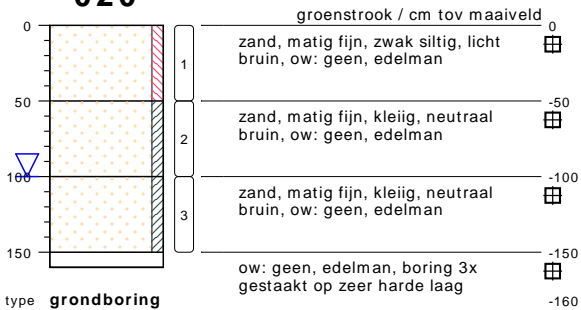 groenstrook / cm tov maaiveld
0
0
zand, matig fijn, zwak siltig, licht
bruin, ow: geen, edelman
1
50
-50
zand, matig fijn, kleiig, neutraal
bruin, ow: geen, edelman
2
100
-100
zand, matig fijn, kleiig, neutraal
bruin, ow: geen, edelman
3
150
-150
ow: geen, edelman, boring 3x
gestaakt op zeer harde laag
type grondboring
-160